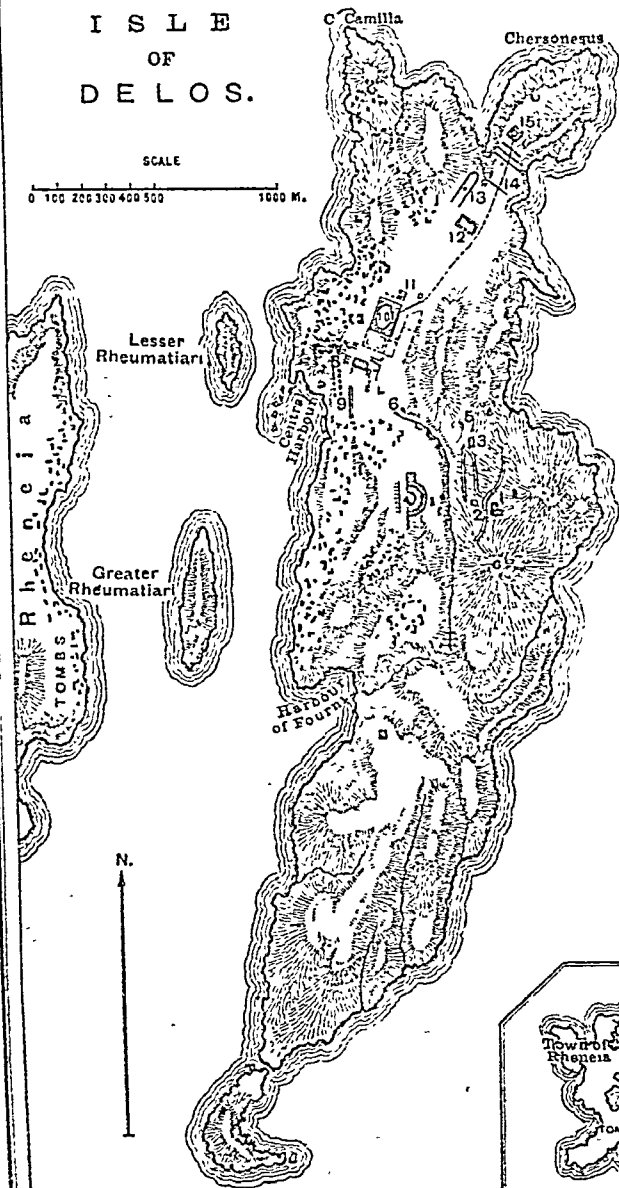 ISLE
OF
DELOS.
SCALE
0 100 200 300 400 500 1000 M.
C. Camilla
Chersonesus
15
14
13
12
11
10
Lesser
Rheumatiari
Central
Harbour
9
6
5
3
2
1
Rheneia
Greater
Rheumatiari
TOMBS
Harbour
of Fourni
N.
Town of
Rheneia